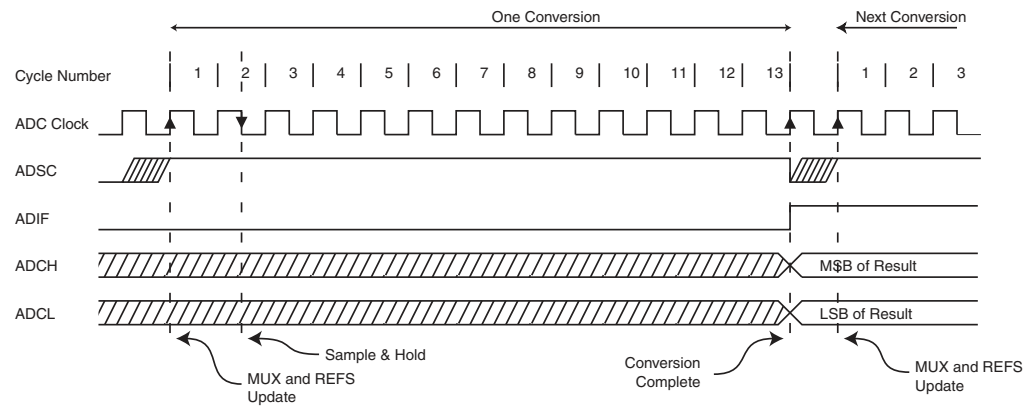 One Conversion
Next Conversion
Cycle Number
1 2 3 4 5 6 7 8 9 10 11 12 13 1 2 3
ADC Clock
ADSC
ADIF
ADCH
MSB of Result
ADCL
LSB of Result
Sample & Hold
MUX and REFS
Update
Conversion
Complete
MUX and REFS
Update